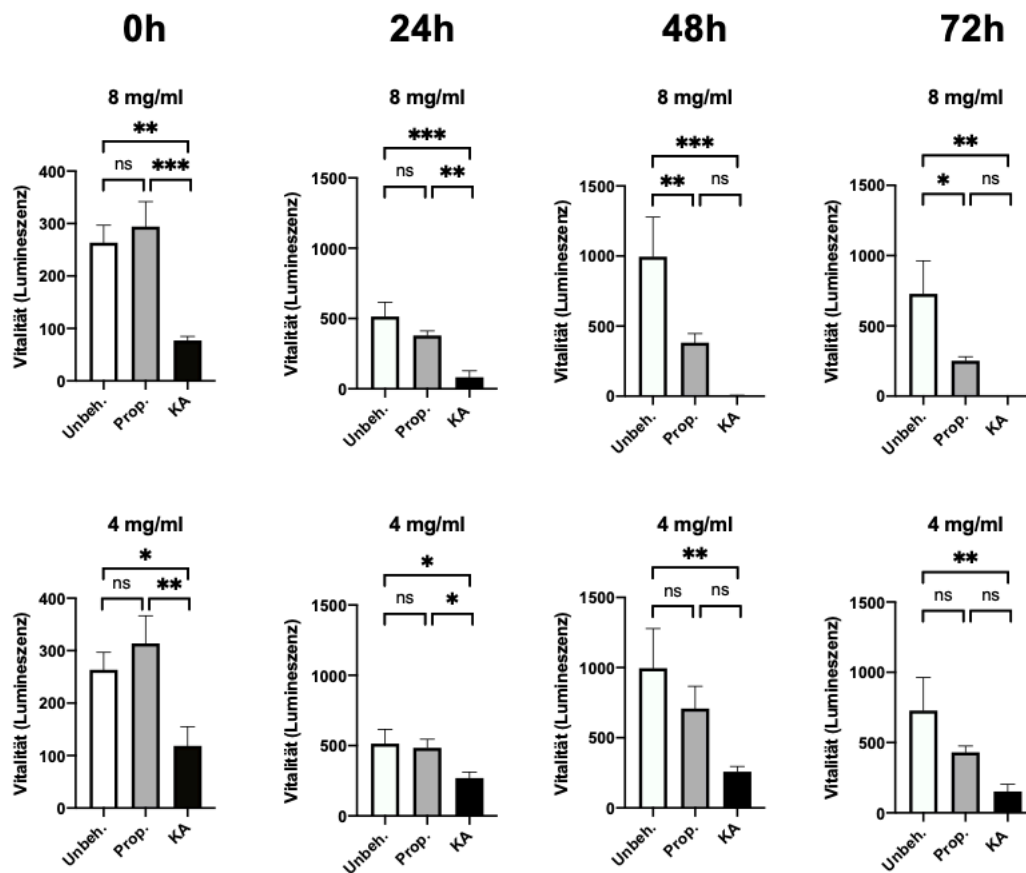 0h 24h 48h 72h
8 mg/ml 8 mg/ml 8 mg/ml 8 mg/ml
** *** *** **
ns *** ns ** ** ns * ns
Vitalität (Lumineszenz) Vitalität (Lumineszenz) Vitalität (Lumineszenz) Vitalität (Lumineszenz)
400 1500 1500 1500
300 1000 1000 1000
200 500 500 500
100 0 0 0
0
Unbeh. Prop. KA Unbeh. Prop. KA Unbeh. Prop. KA Unbeh. Prop. KA
4 mg/ml 4 mg/ml 4 mg/ml 4 mg/ml
* * ** **
ns ** ns * ns ns ns ns
Vitalität (Lumineszenz) Vitalität (Lumineszenz) Vitalität (Lumineszenz) Vitalität (Lumineszenz)
400 1500 1500 1500
300 1000 1000 1000
200 500 500 500
100 0 0 0
0
Unbeh. Prop. KA Unbeh. Prop. KA Unbeh. Prop. KA Unbeh. Prop. KA